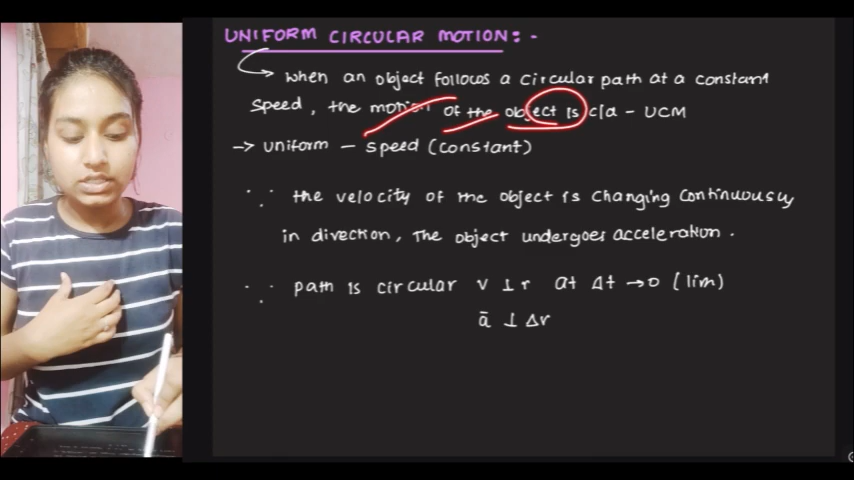 UNIFORM CIRCULAR MOTION: -
When an object follows a circular path at a constant
speed, the motion of the object is c/a - UCM
-> Uniform - speed (constant)
∵ the velocity of the object is changing continuously
in direction, The object undergoes acceleration.
∵ path is circular v ⊥ r at Δt → 0 (lim)
ā ⊥ Δr